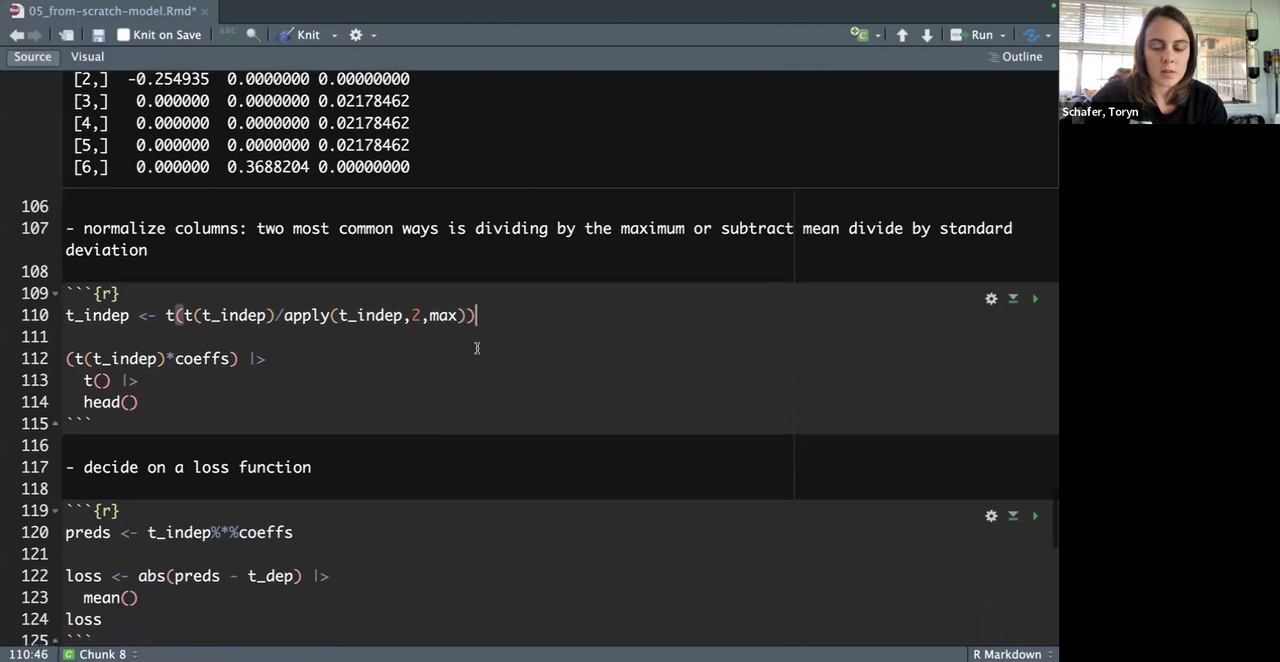 05_from-scratch-model.Rmd*
Knit on Save
ABC
Knit
Run
Source
Visual
Outline
[2,] -0.254935 0.0000000 0.00000000
[3,] 0.000000 0.0000000 0.02178462
[4,] 0.000000 0.0000000 0.02178462
[5,] 0.000000 0.0000000 0.02178462
[6,] 0.000000 0.3688204 0.00000000
106
107 - normalize columns: two most common ways is dividing by the maximum or subtract mean divide by standard
deviation
108
109 ```{r}
110 t_indep <- t(t(t_indep)/apply(t_indep,2,max))
111
112 (t(t_indep)*coeffs) |>
113 t() |>
114 head()
115 ```
116
117 - decide on a loss function
118
119 ```{r}
120 preds <- t_indep%*%coeffs
121
122 loss <- abs(preds - t_dep) |>
123 mean()
124 loss
125 ```
110:46
Chunk 8
R Markdown
Schafer, Toryn